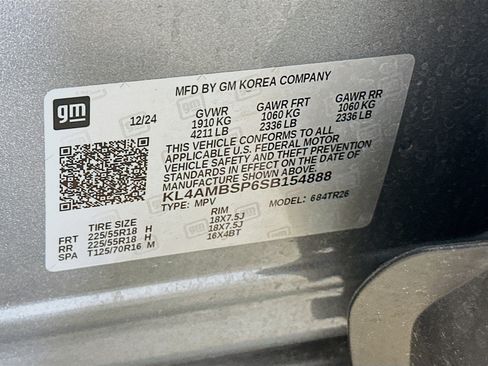 MFD BY GM KOREA COMPANY
gm
12/24 GVWR GAWR FRT GAWR RR
1910 KG 1060 KG 1060 KG
4211 LB 2336 LB 2336 LB
THIS VEHICLE CONFORMS TO ALL
APPLICABLE U.S. FEDERAL MOTOR
VEHICLE SAFETY AND THEFT PREVENTION
STANDARDS IN EFFECT ON THE DATE OF
MANUFACTURE SHOWN ABOVE.
KL4AMBSP6SB154888
TYPE: MPV MODEL: 684TR26
TIRE SIZE RIM
FRT 225/55R18 H 18X7.5J
RR 225/55R18 H 18X7.5J
SPA T125/70R16 M 16X4BT